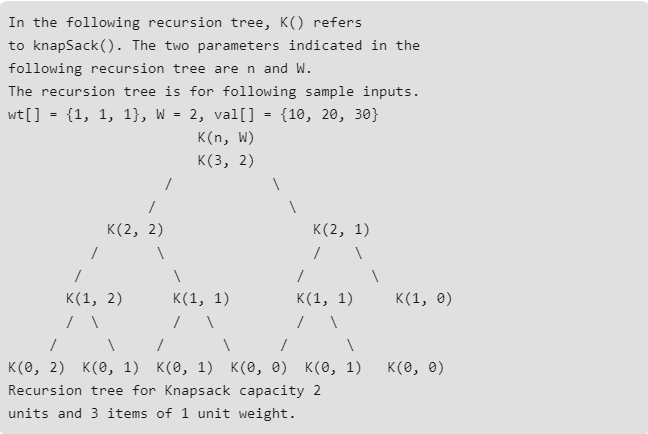 In the following recursion tree, K() refers
to knapSack(). The two parameters indicated in the
following recursion tree are n and W.
The recursion tree is for following sample inputs.
wt[] = {1, 1, 1}, W = 2, val[] = {10, 20, 30}
K(n, W)
K(3, 2)
/ \
/ \
K(2, 2) K(2, 1)
/ \ / \
/ \ / \
K(1, 2) K(1, 1) K(1, 1) K(1, 0)
/ \ / \ / \
/ \ / \ / \
K(0, 2) K(0, 1) K(0, 1) K(0, 0) K(0, 1) K(0, 0)
Recursion tree for Knapsack capacity 2
units and 3 items of 1 unit weight.